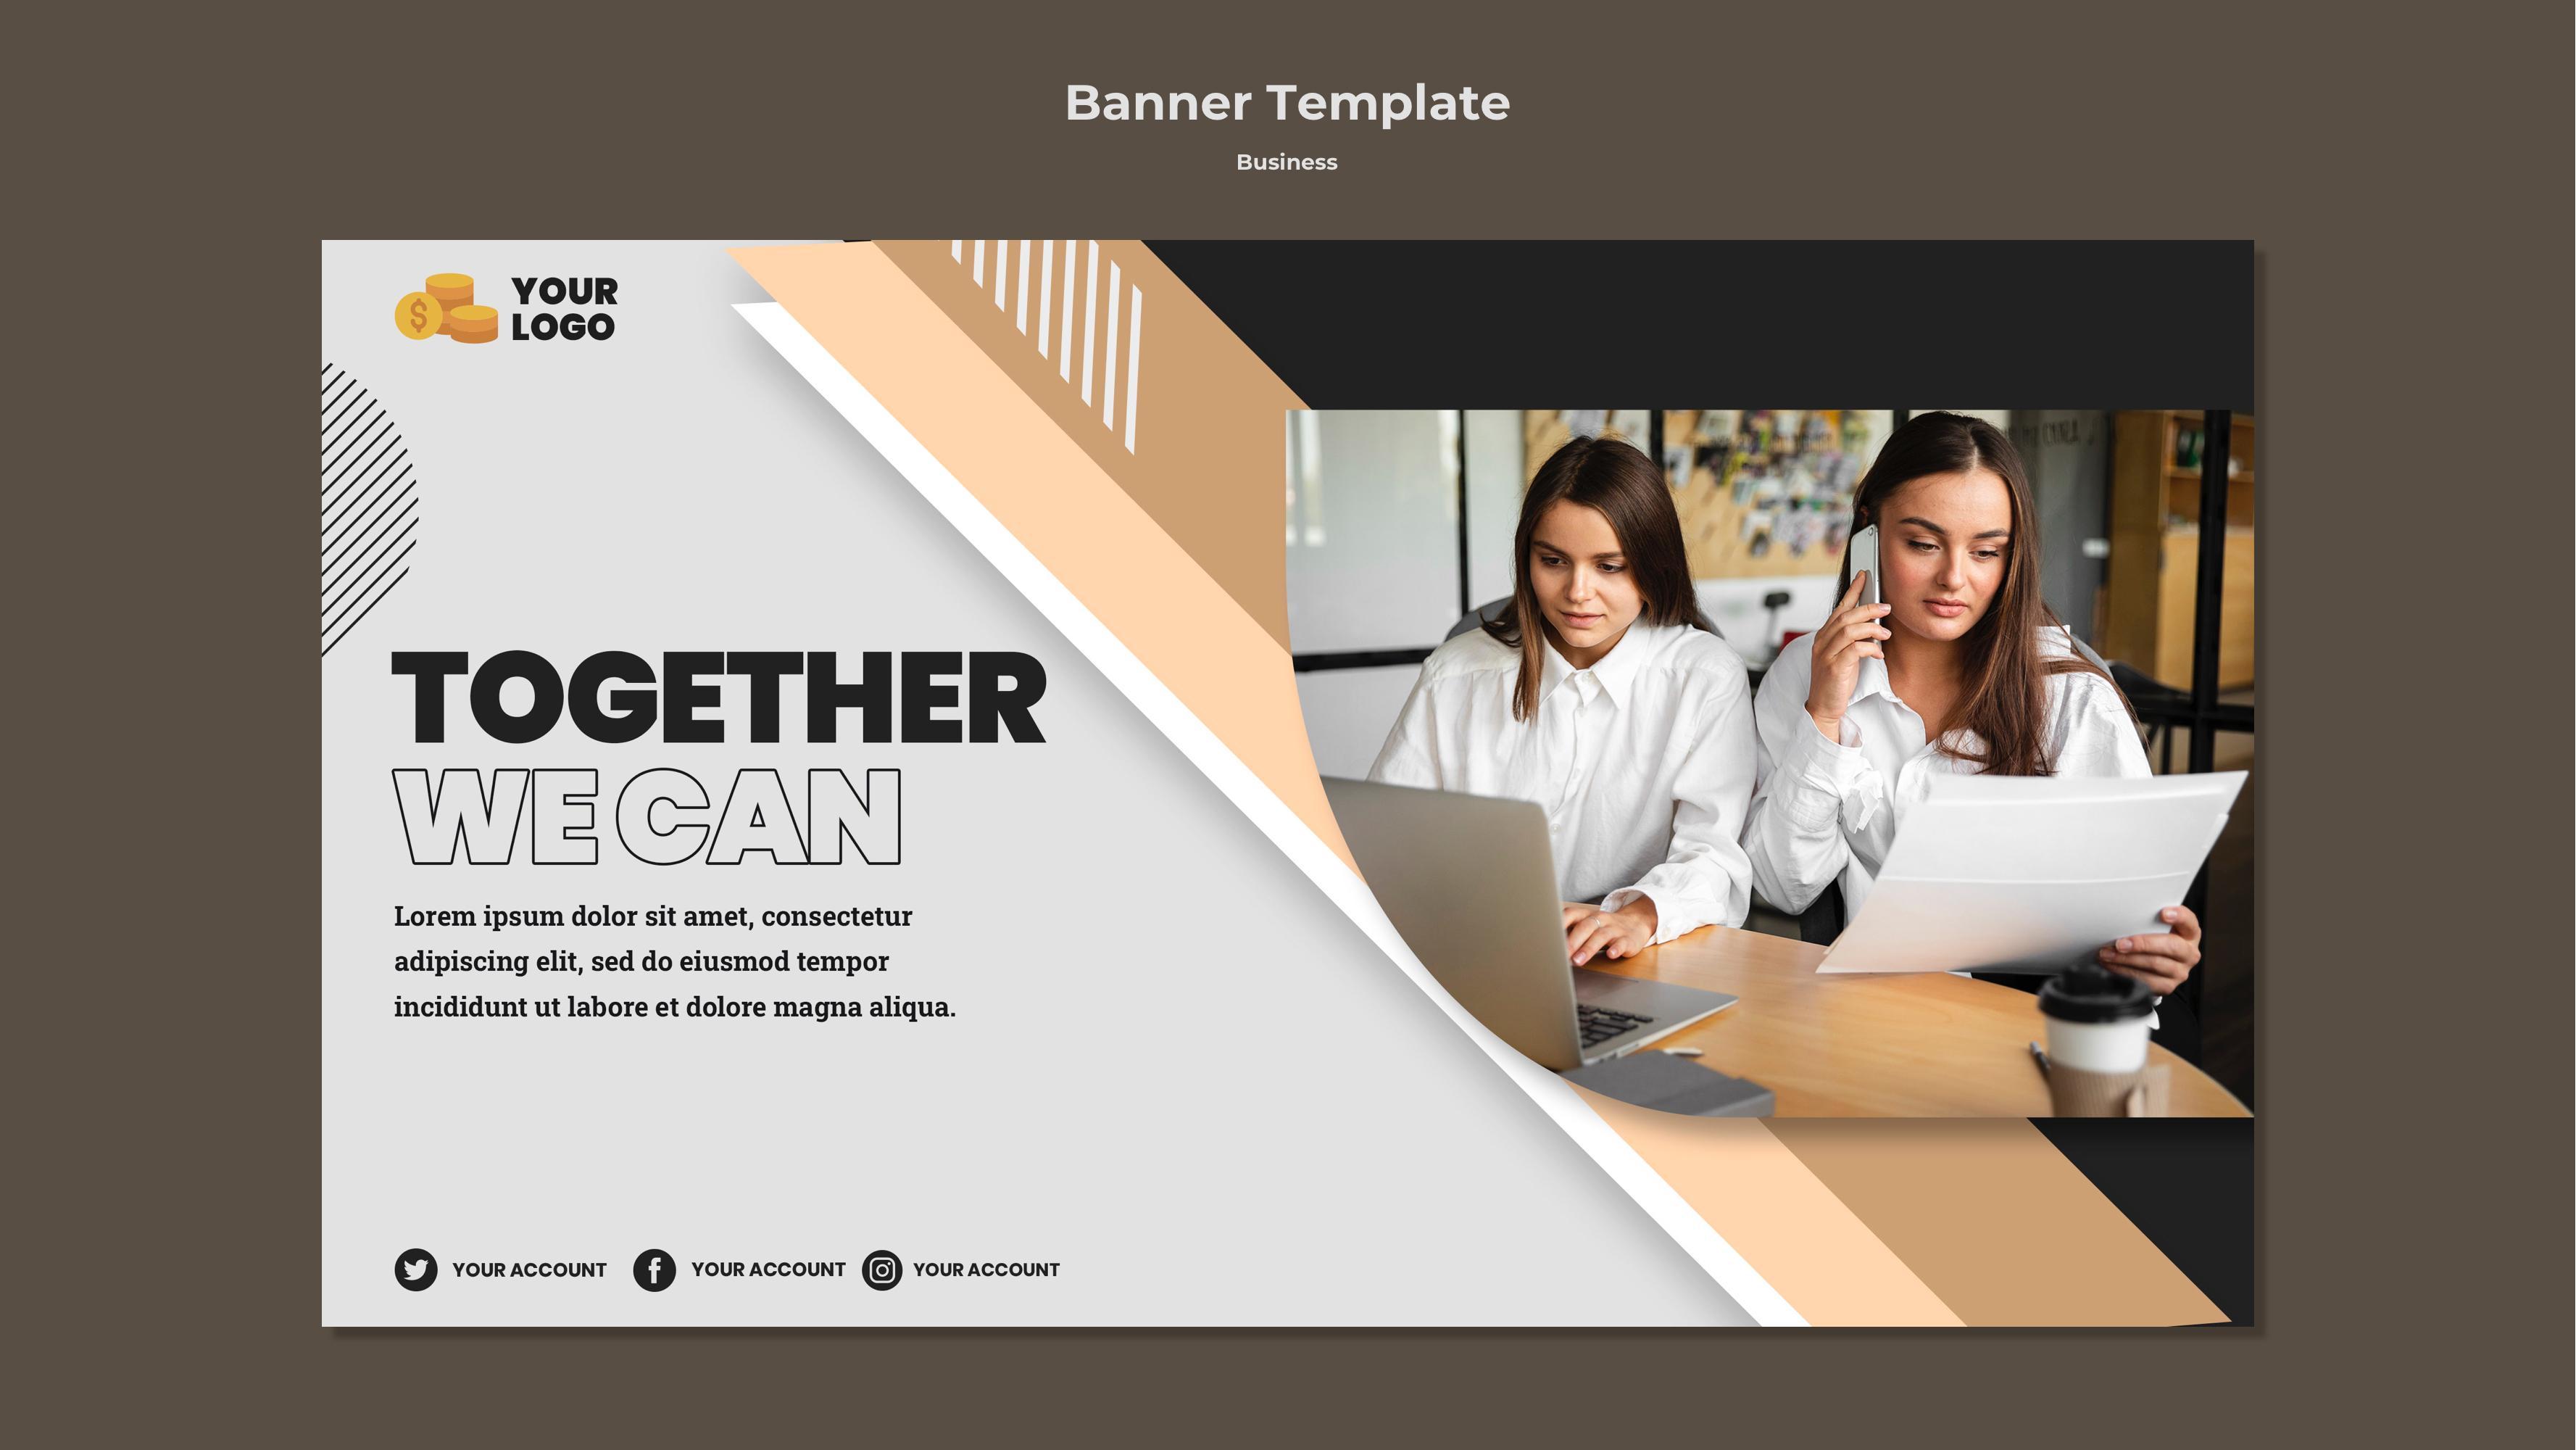 Banner Template
Business
YOUR
LOGO
TOGETHER
WE CAN
Lorem ipsum dolor sit amet, consectetur
adipiscing elit, sed do eiusmod tempor
incididunt ut labore et dolore magna aliqua.
YOUR ACCOUNT
YOUR ACCOUNT
YOUR ACCOUNT